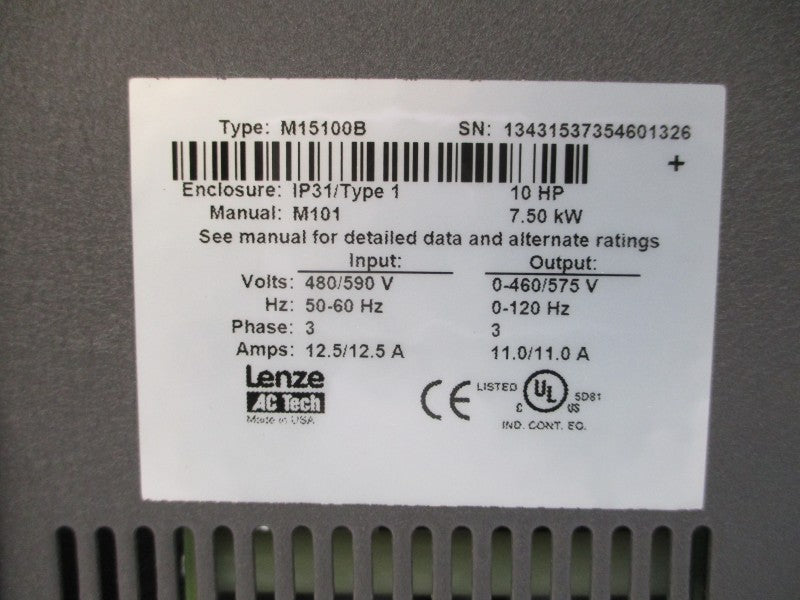 Type: M15100B SN: 13431537354601326
+
Enclosure: IP31/Type 1 10 HP
Manual: M101 7.50 kW
See manual for detailed data and alternate ratings
Input: Output:
Volts: 480/590 V 0-460/575 V
Hz: 50-60 Hz 0-120 Hz
Phase: 3 3
Amps: 12.5/12.5 A 11.0/11.0 A
Lenze
AC Tech
Made in USA
CE LISTED UL 5D81
C US
IND. CONT. EQ.